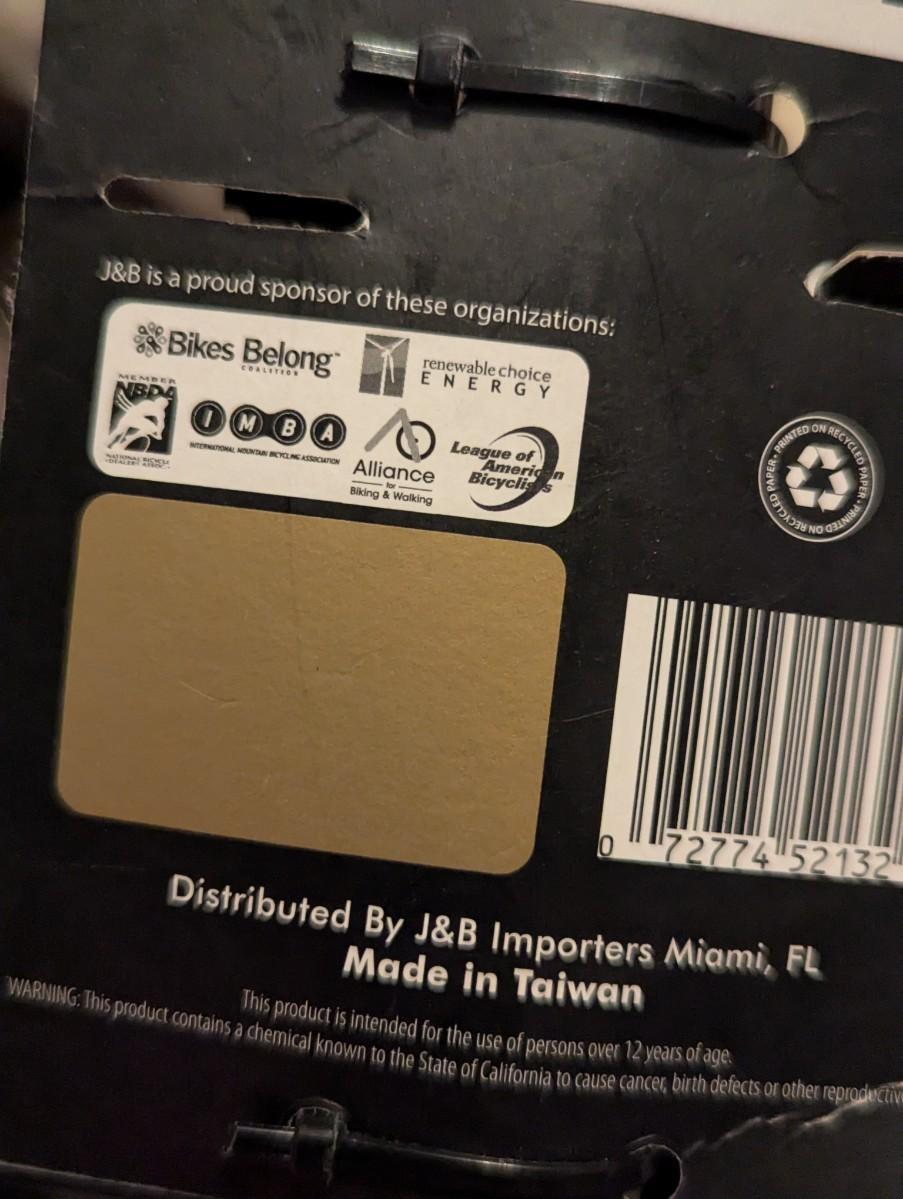 J&B is a proud sponsor of these organizations:
Bikes Belong™
COALITION
renewable choice
ENERGY
MEMBER
NBDA
NATIONAL BICYCLE
DEALERS ASSOC.
I M B A
INTERNATIONAL MOUNTAIN BICYCLING ASSOCIATION
Alliance
for
Biking & Walking
League of
American
Bicyclists
PRINTED ON RECYCLED PAPER • PRINTED ON RECYCLED PAPER •
0 72774 52132
Distributed By J&B Importers Miami, FL
Made in Taiwan
This product is intended for the use of persons over 12 years of age.
WARNING: This product contains a chemical known to the State of California to cause cancer, birth defects or other reproductive